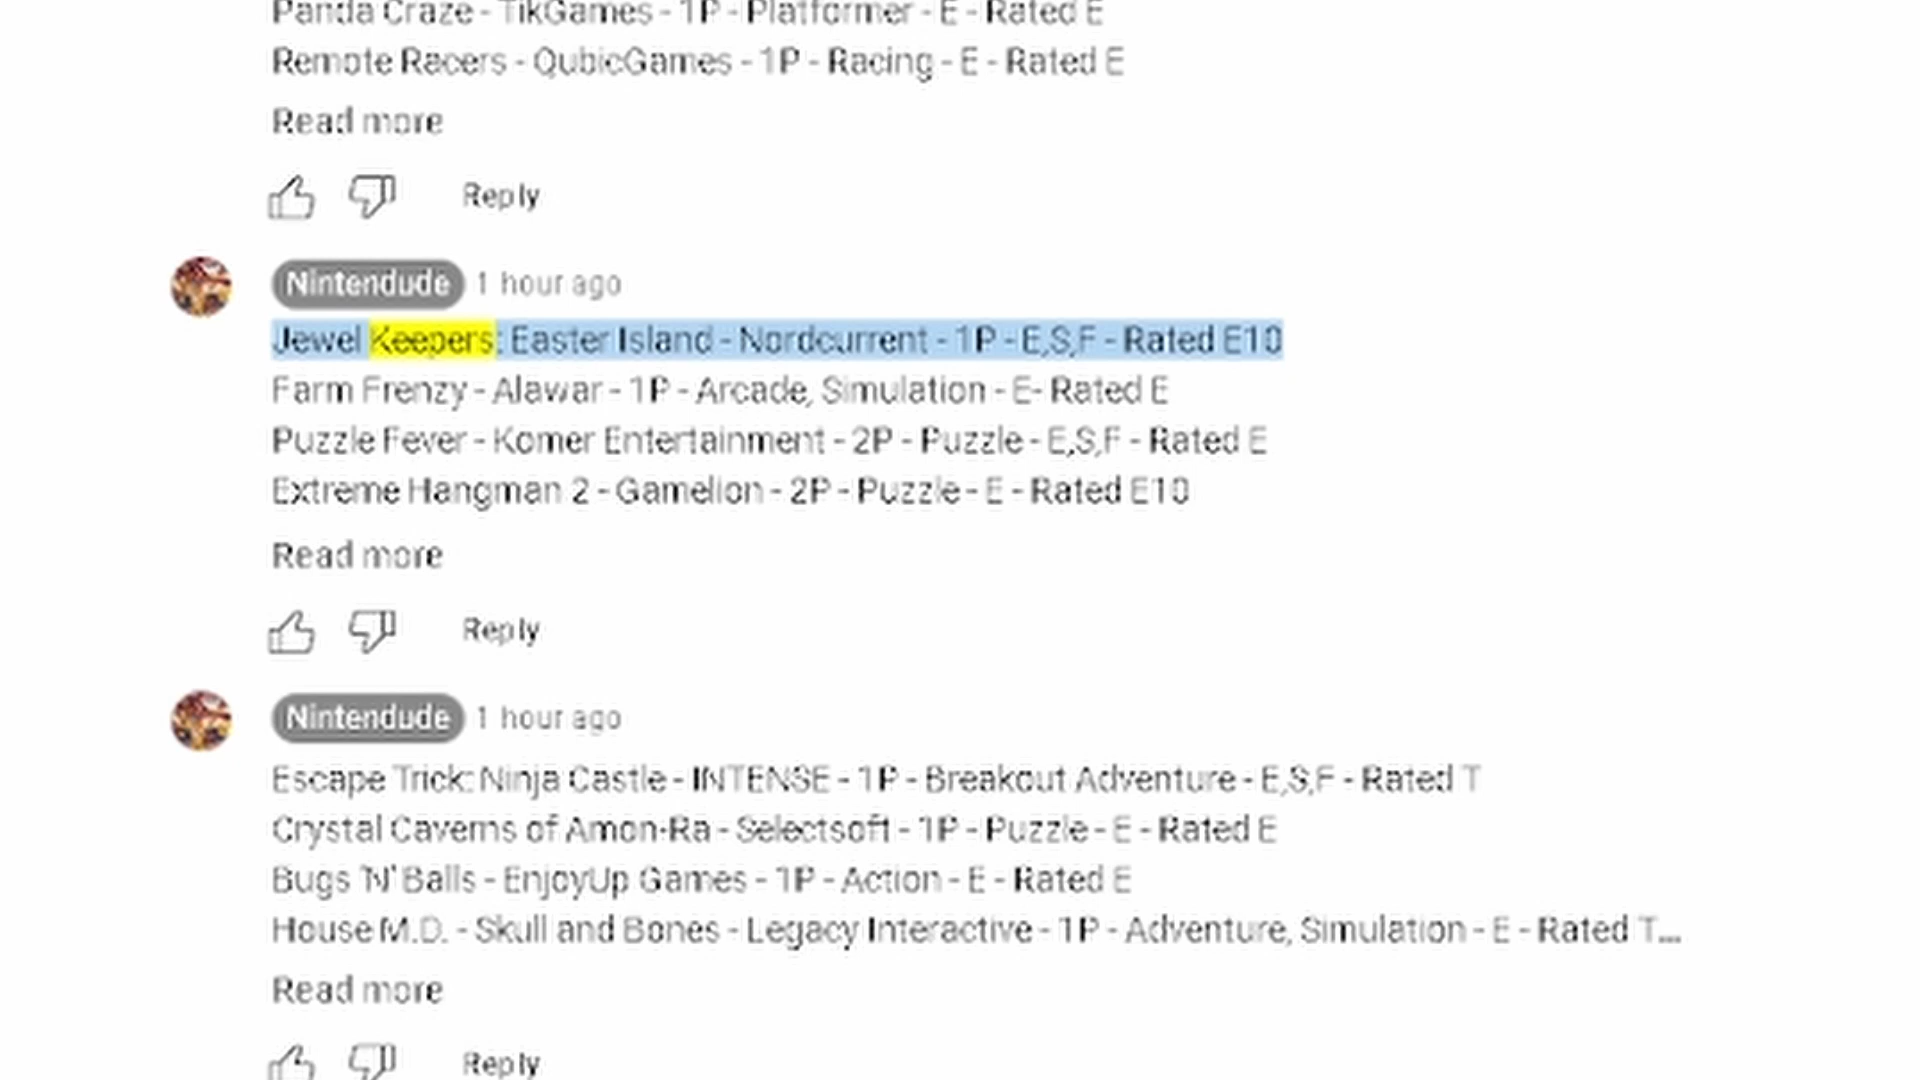 Panda Craze - TikGames - 1P - Platformer - E - Rated E
Remote Racers - QubicGames - 1P - Racing - E - Rated E
Read more
Reply
Nintendude 1 hour ago
Jewel Keepers: Easter Island - Nordcurrent - 1P - E,S,F - Rated E10
Farm Frenzy - Alawar - 1P - Arcade, Simulation - E- Rated E
Puzzle Fever - Komer Entertainment - 2P - Puzzle - E,S,F - Rated E
Extreme Hangman 2 - Gamelion - 2P - Puzzle - E - Rated E10
Read more
Reply
Nintendude 1 hour ago
Escape Trick: Ninja Castle - INTENSE - 1P - Breakout Adventure - E,S,F - Rated T
Crystal Caverns of Amon-Ra - Selectsoft - 1P - Puzzle - E - Rated E
Bugs 'N' Balls - EnjoyUp Games - 1P - Action - E - Rated E
House M.D. - Skull and Bones - Legacy Interactive - 1P - Adventure, Simulation - E - Rated T...
Read more
Reply